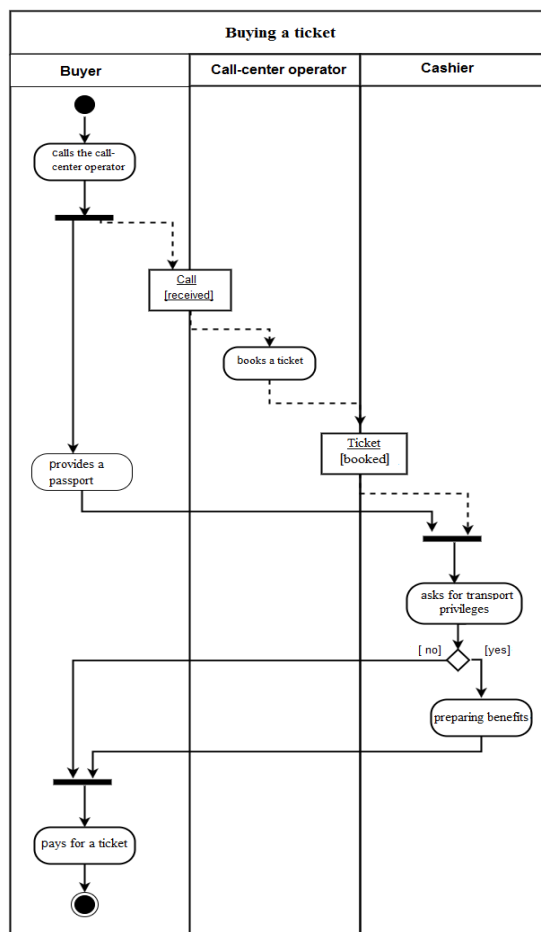 Buying a ticket
Buyer
Call-center operator
Cashier
calls the call-
center operator
Call
[received]
books a ticket
Ticket
[booked]
provides a
passport
asks for transport
privileges
[ no]
[yes]
preparing benefits
pays for a ticket